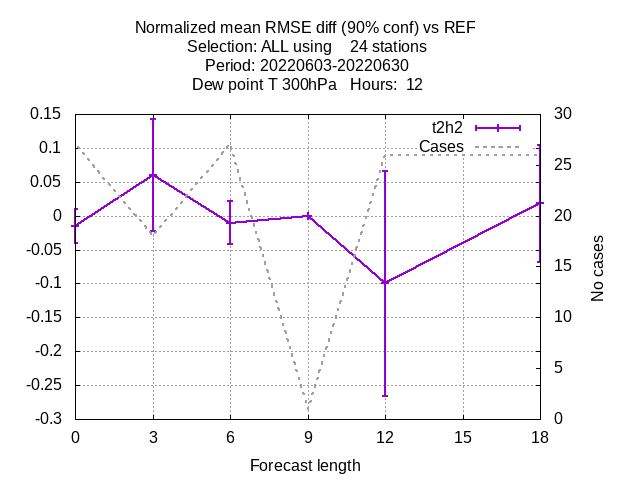 Normalized mean RMSE diff (90% conf) vs REF
Selection: ALL using    24 stations
Period: 20220603-20220630
Dew point T 300hPa   Hours:  12
t2h2
Cases
0.15
0.1
0.05
0
-0.05
-0.1
-0.15
-0.2
-0.25
-0.3
30
25
20
15
10
5
0
No cases
0 3 6 9 12 15 18
Forecast length